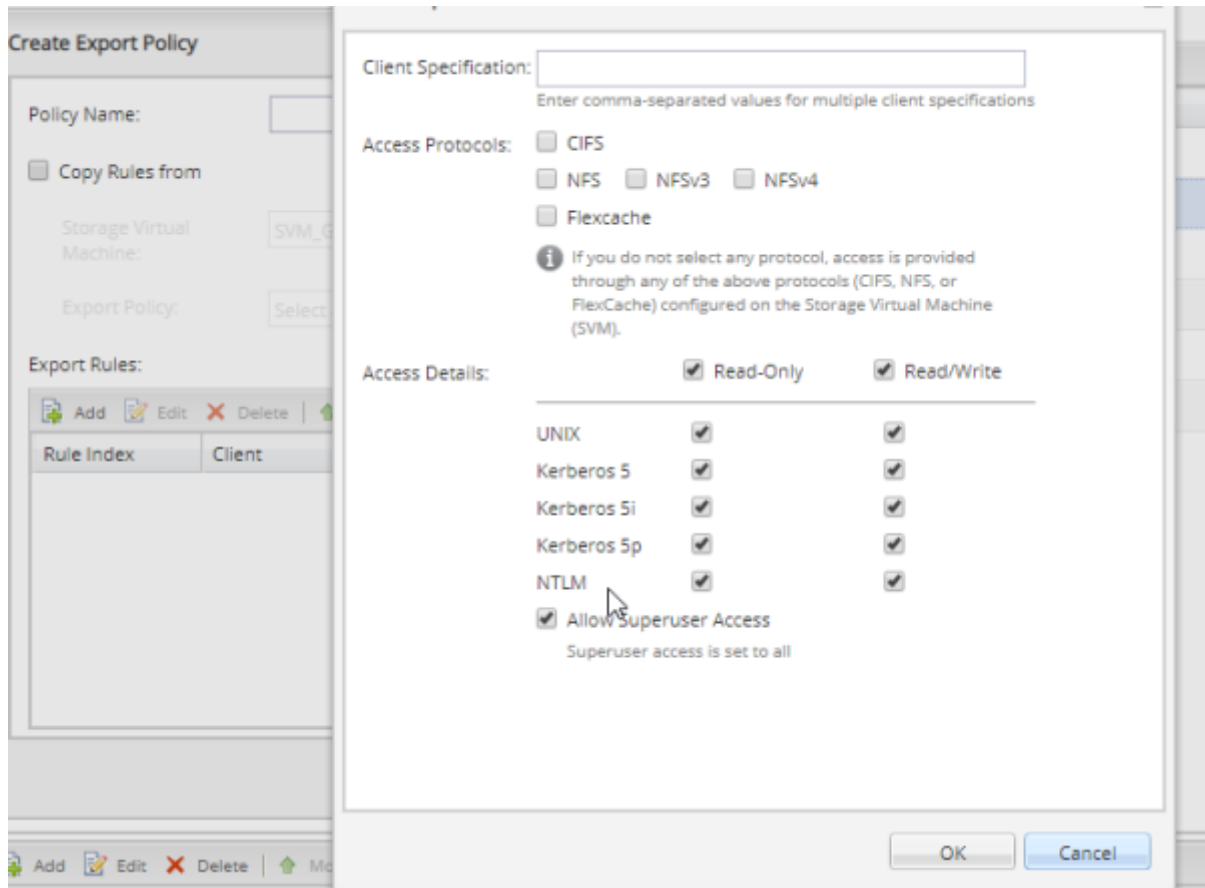 Create Export Policy
Policy Name:
Copy Rules from
Storage Virtual
Machine:
SVM_G
Export Policy:
Select
Export Rules:
Add Edit Delete
Rule Index Client
Add Edit Delete
Client Specification:
Enter comma-separated values for multiple client specifications
Access Protocols: CIFS
NFS NFSv3 NFSv4
Flexcache
If you do not select any protocol, access is provided
through any of the above protocols (CIFS, NFS, or
FlexCache) configured on the Storage Virtual Machine
(SVM).
Access Details: Read-Only Read/Write
UNIX
Kerberos 5
Kerberos 5i
Kerberos 5p
NTLM
Allow Superuser Access
Superuser access is set to all
OK Cancel